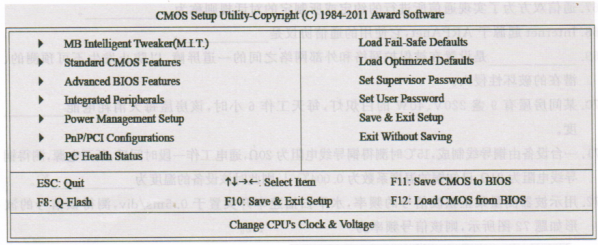 CMOS Setup Utility-Copyright (C) 1984-2011 Award Software
MB Intelligent Tweaker(M.I.T.)
Standard CMOS Features
Advanced BIOS Features
Integrated Peripherals
Power Management Setup
PnP/PCI Configurations
PC Health Status
Load Fail-Safe Defaults
Load Optimized Defaults
Set Supervisor Password
Set User Password
Save & Exit Setup
Exit Without Saving
ESC: Quit
↑↓→←: Select Item
F11: Save CMOS to BIOS
F8: Q-Flash
F10: Save & Exit Setup
F12: Load CMOS from BIOS
Change CPU's Clock & Voltage